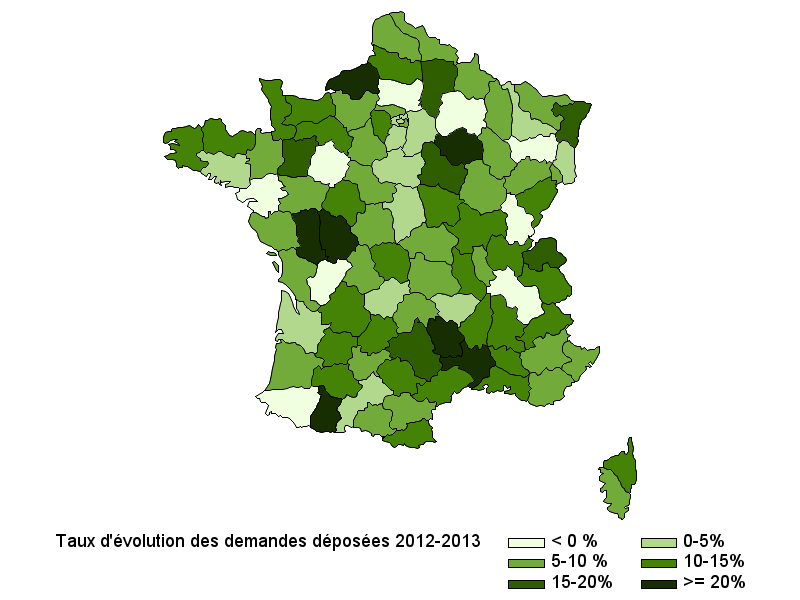 Taux d'évolution des demandes déposées 2012-2013 < 0 % 0-5%
5-10 % 10-15%
15-20% >= 20%